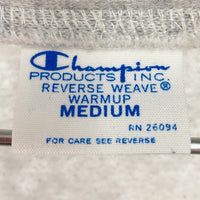 Champion
PRODUCTS INC.
REVERSE WEAVE®
WARMUP
MEDIUM
RN 26094
FOR CARE SEE REVERSE